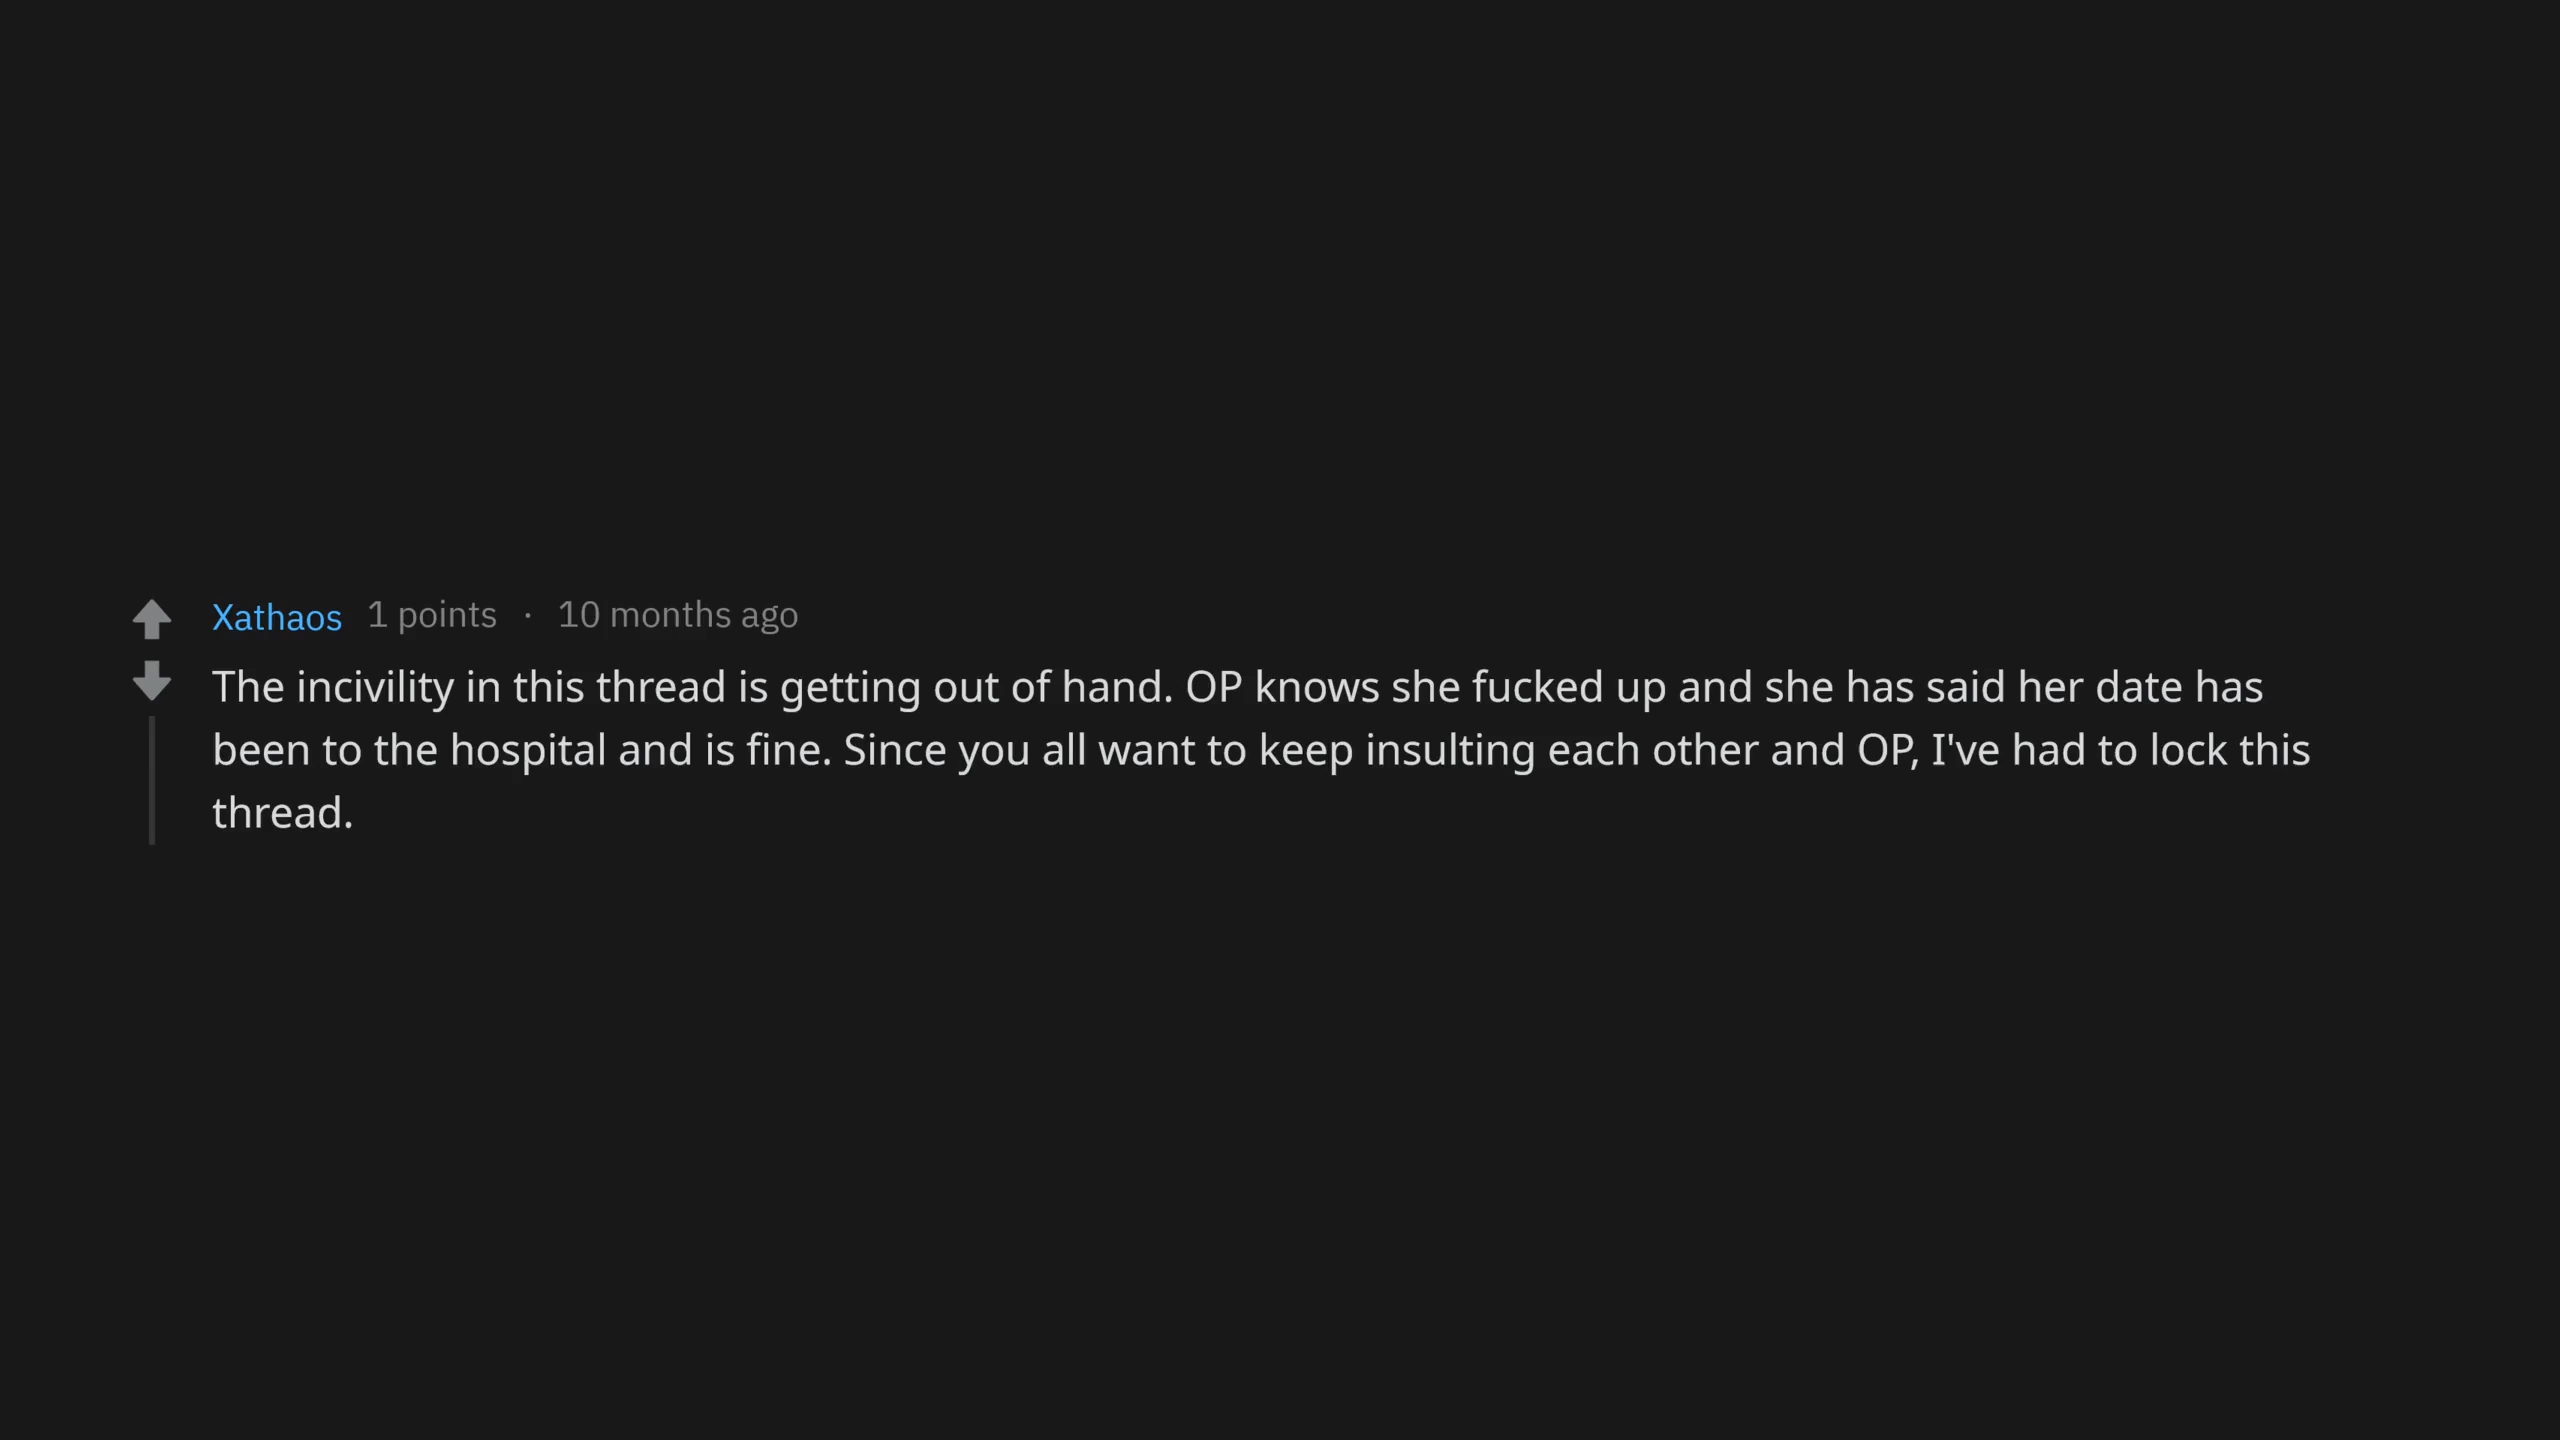 Xathaos 1 points · 10 months ago
The incivility in this thread is getting out of hand. OP knows she fucked up and she has said her date has
been to the hospital and is fine. Since you all want to keep insulting each other and OP, I've had to lock this
thread.